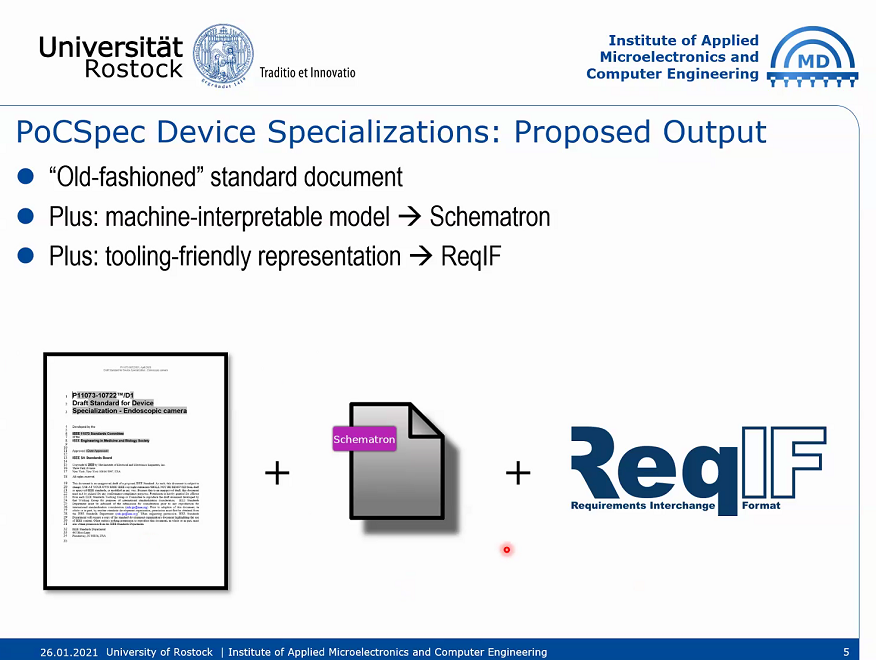 Universität
Rostock
Traditio et Innovatio
Institute of Applied
Microelectronics and
Computer Engineering
MD
PoCSpec Device Specializations: Proposed Output
“Old-fashioned” standard document
Plus: machine-interpretable model → Schematron
Plus: tooling-friendly representation → ReqIF
P11073-10722™/D1
Draft Standard for Device
Specialization - Endoscopic camera
Schematron
+
+
ReqIF
Requirements Interchange Format
26.01.2021 University of Rostock | Institute of Applied Microelectronics and Computer Engineering
5